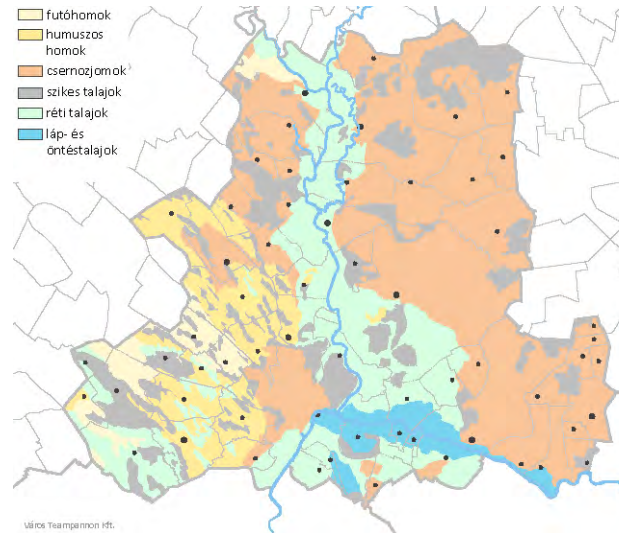 futóhomok
humuszos
homok
csernozjomok
szikes talajok
réti talajok
láp- és
öntéstalajok
Város Teampannon Kft.